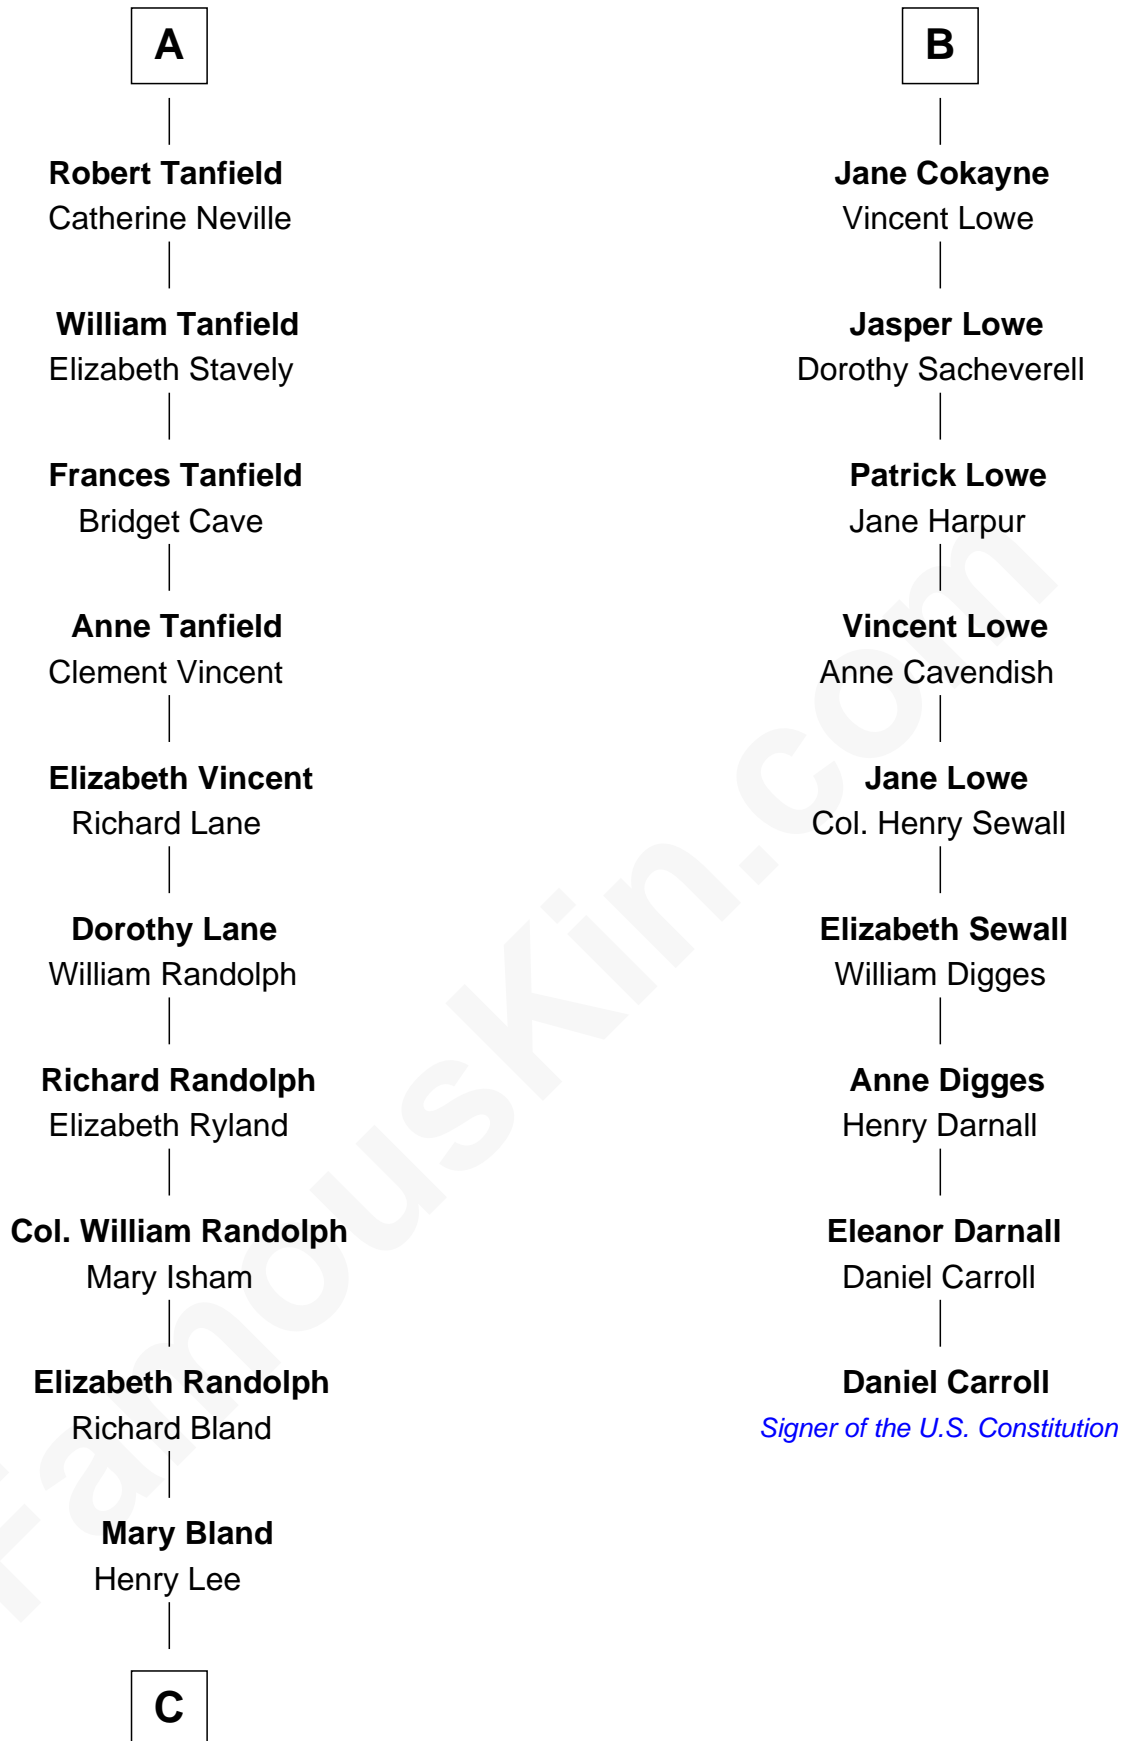 A
Robert Tanfield
Catherine Neville
William Tanfield
Elizabeth Stavely
Frances Tanfield
Bridget Cave
Anne Tanfield
Clement Vincent
Elizabeth Vincent
Richard Lane
Dorothy Lane
William Randolph
Richard Randolph
Elizabeth Ryland
Col. William Randolph
Mary Isham
Elizabeth Randolph
Richard Bland
Mary Bland
Henry Lee
C
B
Jane Cokayne
Vincent Lowe
Jasper Lowe
Dorothy Sacheverell
Patrick Lowe
Jane Harpur
Vincent Lowe
Anne Cavendish
Jane Lowe
Col. Henry Sewall
Elizabeth Sewall
William Digges
Anne Digges
Henry Darnall
Eleanor Darnall
Daniel Carroll
Daniel Carroll
Signer of the U.S. Constitution
FamousKin.com